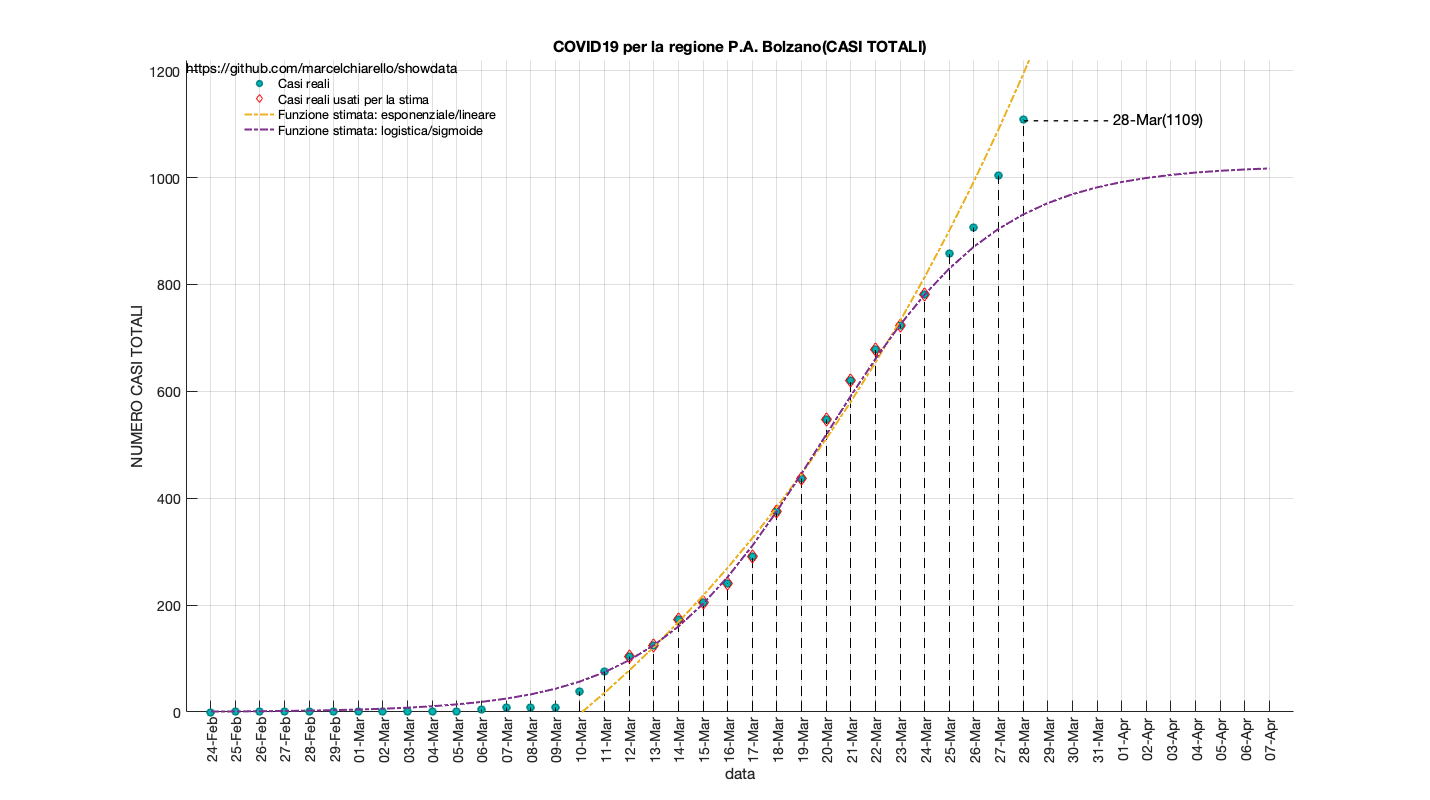 COVID19 per la regione P.A. Bolzano(CASI TOTALI)
https://github.com/marcelchiarello/showdata
Casi reali
Casi reali usati per la stima
Funzione stimata: esponenziale/lineare
Funzione stimata: logistica/sigmoide
28-Mar(1109)
NUMERO CASI TOTALI
1200
1000
800
600
400
200
0
24-Feb
25-Feb
26-Feb
27-Feb
28-Feb
29-Feb
01-Mar
02-Mar
03-Mar
04-Mar
05-Mar
06-Mar
07-Mar
08-Mar
09-Mar
10-Mar
11-Mar
12-Mar
13-Mar
14-Mar
15-Mar
16-Mar
17-Mar
18-Mar
19-Mar
20-Mar
21-Mar
22-Mar
23-Mar
24-Mar
25-Mar
26-Mar
27-Mar
28-Mar
29-Mar
30-Mar
31-Mar
01-Apr
02-Apr
03-Apr
04-Apr
05-Apr
06-Apr
07-Apr
data